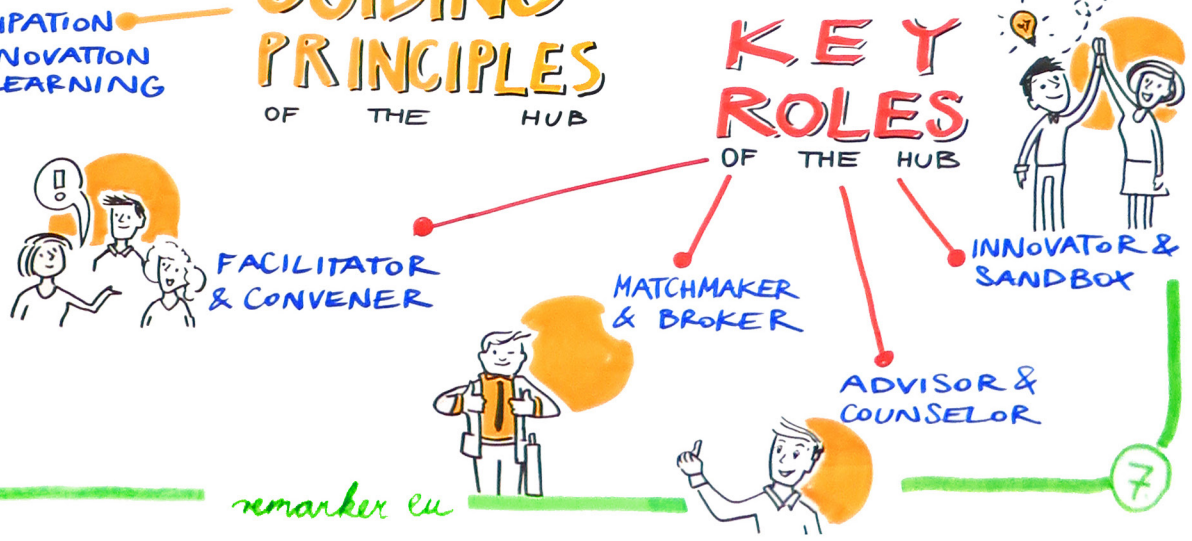 IPATION
NOVATION
EARNING
GUIDING
PRINCIPLES
OF THE HUB
KEY
ROLES
OF THE HUB
!
FACILITATOR
& CONVENER
MATCHMAKER
& BROKER
ADVISOR &
COUNSELOR
INNOVATOR &
SANDBOX
remarker eu
7